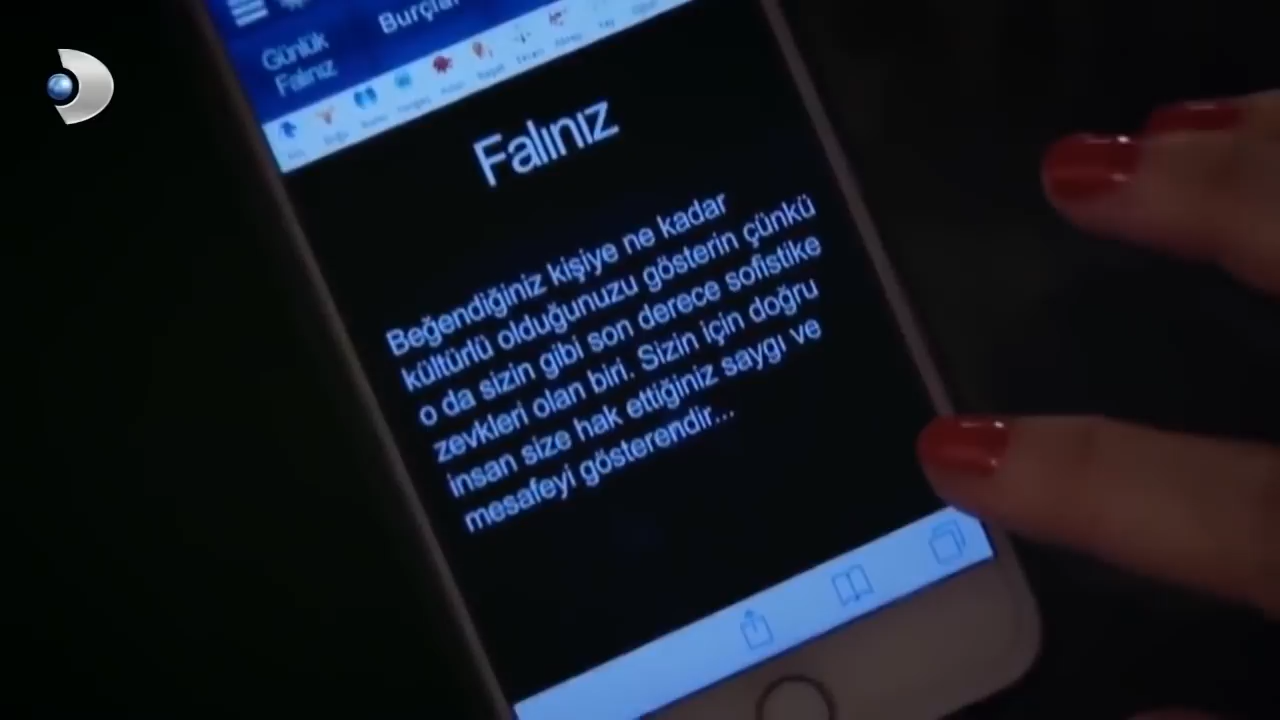 Burçlar
Günlük
Falınız
Falınız
Beğendiğiniz kişiye ne kadar
kültürlü olduğunuzu gösterin çünkü
o da sizin gibi son derece sofistike
zevkleri olan biri. Sizin için doğru
insan size hak ettiğiniz saygı ve
mesafeyi gösterendir...